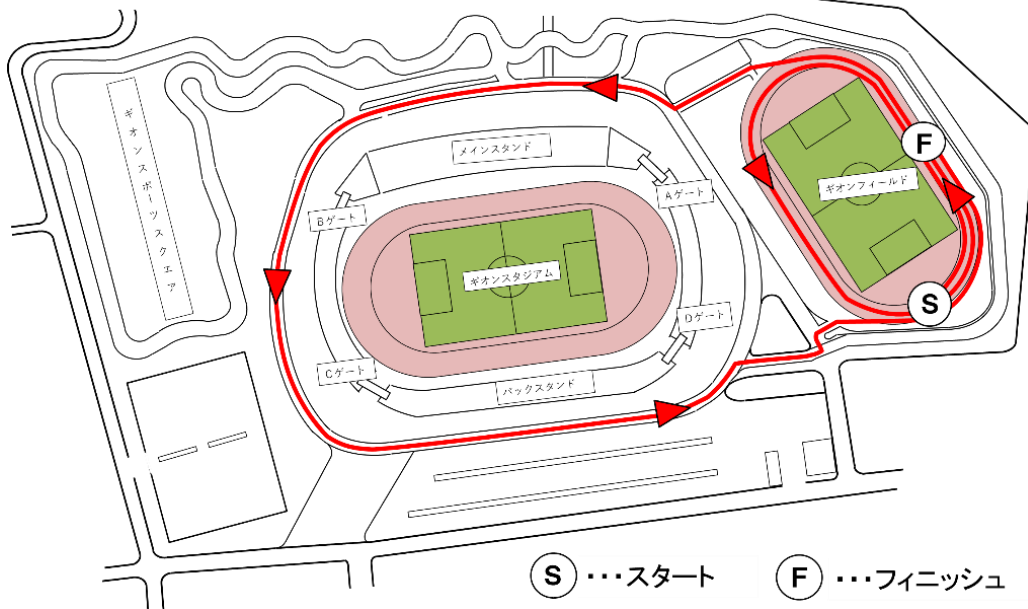 ギオンスポーツスクエア
メインスタンド
Aゲート
Bゲート
ギオンスタジアム
Cゲート
Dゲート
バックスタンド
ギオンフィールド
F
S
S ･･･スタート
F ･･･フィニッシュ